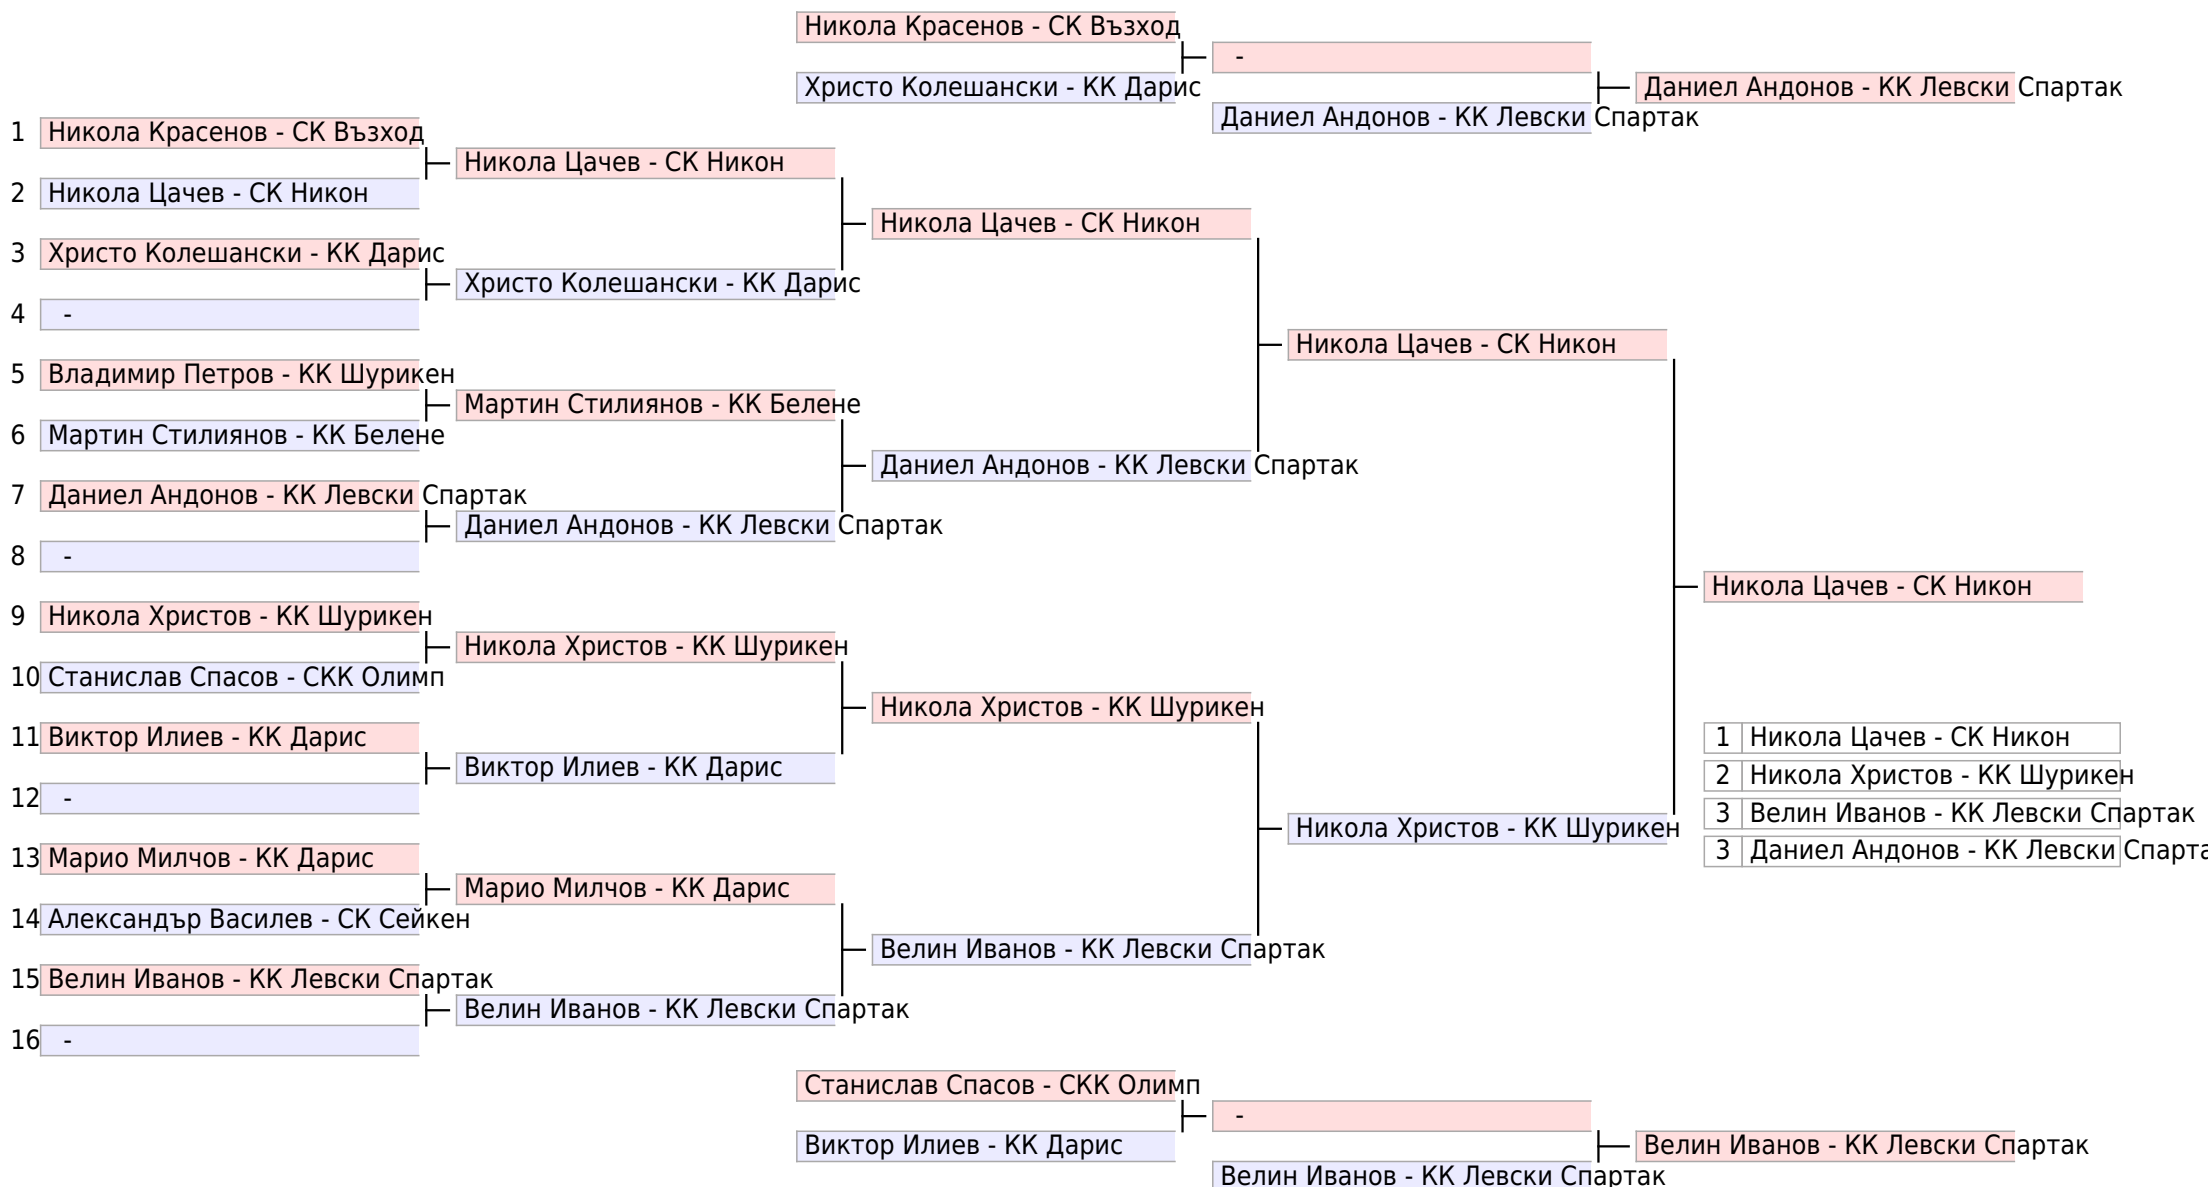 Никола Красенов - СК Възход
-
Христо Колешански - КК Дарис
Даниел Андонов - КК Левски Спартак
Даниел Андонов - КК Левски Спартак
1 Никола Красенов - СК Възход
Никола Цачев - СК Никон
2 Никола Цачев - СК Никон
Никола Цачев - СК Никон
3 Христо Колешански - КК Дарис
Христо Колешански - КК Дарис
4 -
Никола Цачев - СК Никон
5 Владимир Петров - КК Шурикен
Мартин Стилиянов - КК Белене
6 Мартин Стилиянов - КК Белене
Даниел Андонов - КК Левски Спартак
7 Даниел Андонов - КК Левски Спартак
Даниел Андонов - КК Левски Спартак
8 -
Никола Цачев - СК Никон
9 Никола Христов - КК Шурикен
Никола Христов - КК Шурикен
10 Станислав Спасов - СКК Олимп
Никола Христов - КК Шурикен
11 Виктор Илиев - КК Дарис
Виктор Илиев - КК Дарис
12 -
Никола Христов - КК Шурикен
13 Марио Милчов - КК Дарис
Марио Милчов - КК Дарис
14 Александър Василев - СК Сейкен
Велин Иванов - КК Левски Спартак
15 Велин Иванов - КК Левски Спартак
Велин Иванов - КК Левски Спартак
16 -
1 Никола Цачев - СК Никон
2 Никола Христов - КК Шурикен
3 Велин Иванов - КК Левски Спартак
3 Даниел Андонов - КК Левски
Станислав Спасов - СКК Олимп
-
Виктор Илиев - КК Дарис
Велин Иванов - КК Левски Спартак
Велин Иванов - КК Левски Спартак